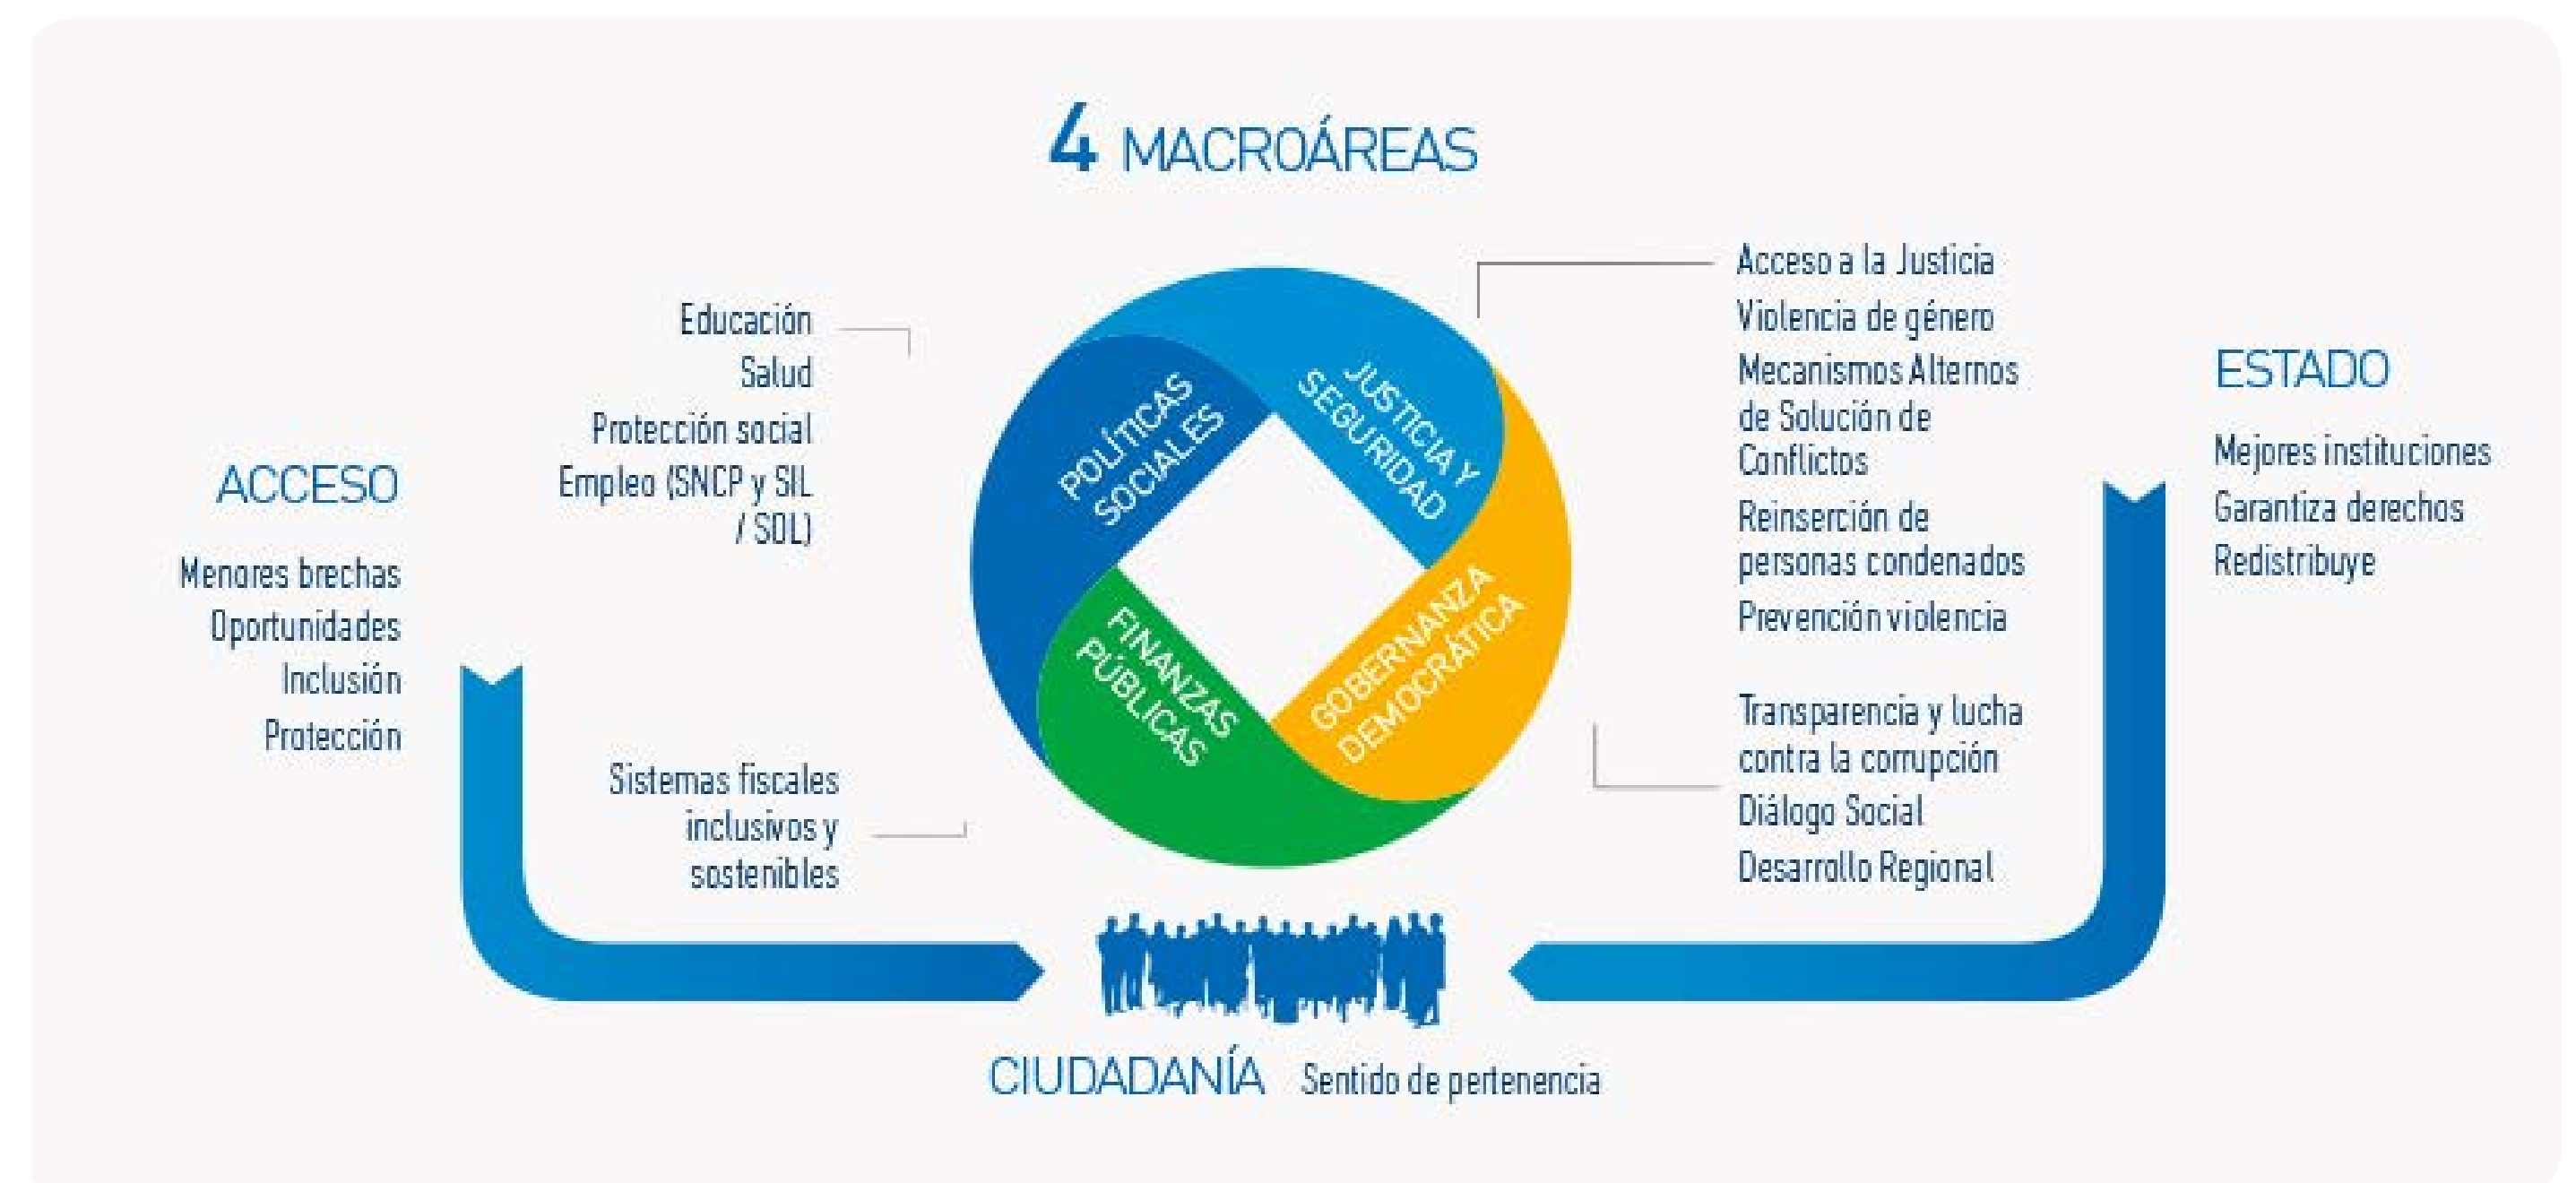 4 MACROÁREAS
ACCESO
Menores brechas
Oportunidades
Inclusión
Protección
Educación
Salud
Protección social
Empleo (SNCP y SIL
/ SOL)
Sistemas fiscales
inclusivos y
sostenibles
POLÍTICAS
SOCIALES
JUSTICIA Y
SEGURIDAD
FINANZAS
PÚBLICAS
GOBERNANZA
DEMOCRÁTICA
Acceso a la Justicia
Violencia de género
Mecanismos Alternos
de Solución de
Conflictos
Reinserción de
personas condenados
Prevención violencia
Transparencia y lucha
contra la corrupción
Diálogo Social
Desarrollo Regional
ESTADO
Mejores instituciones
Garantiza derechos
Redistribuye
CIUDADANÍA Sentido de pertenencia